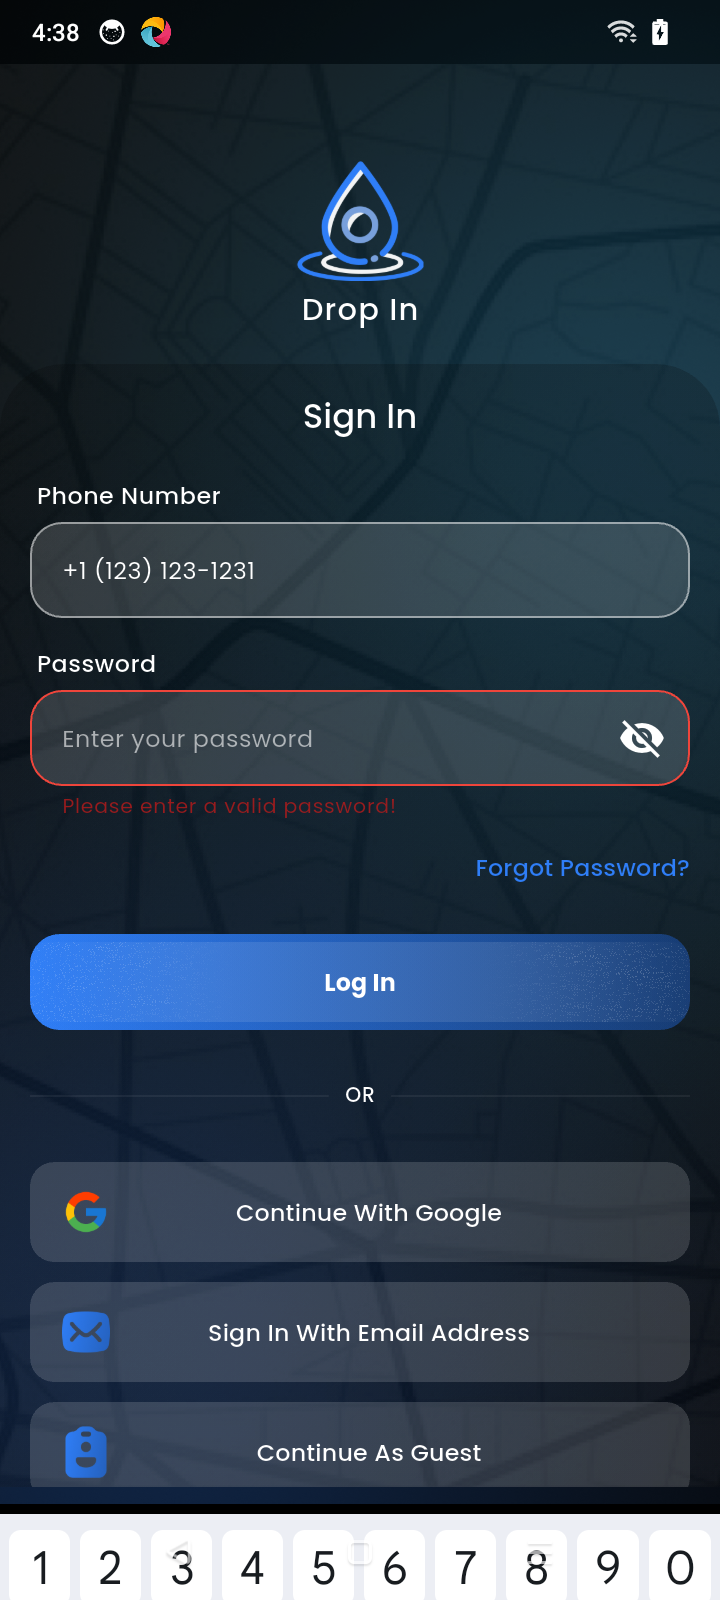 4:38
Drop In
Sign In
Phone Number
+1 (123) 123-1231
Password
Enter your password
Please enter a valid password!
Forgot Password?
Log In
OR
Continue With Google
Sign In With Email Address
Continue As Guest
1 2 3 4 5 6 7 8 9 0